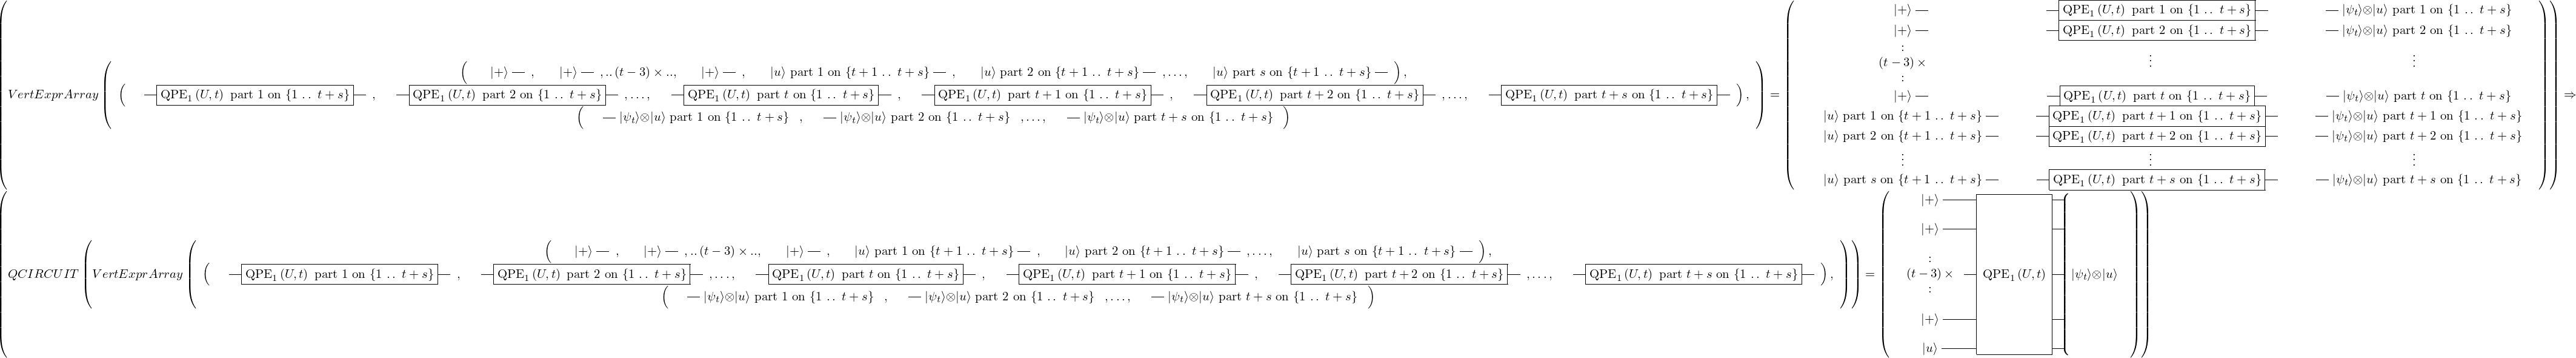 |+⟩ , |+⟩ , .. (t − 3) × .., |+⟩ , |u⟩ part 1 on {t + 1 .. t + s} , |u⟩ part 2 on {t + 1 .. t + s} , …, |u⟩ part s on {t + 1 .. t + s} ),
VertExprArray ( ( QPE₁ (U, t) part 1 on {1 .. t + s} , QPE₁ (U, t) part 2 on {1 .. t + s} , …, QPE₁ (U, t) part t on {1 .. t + s} , QPE₁ (U, t) part t + 1 on {1 .. t + s} , QPE₁ (U, t) part t + 2 on {1 .. t + s} , …, QPE₁ (U, t) part t + s on {1 .. t + s} ), ) =
( |ψₜ⟩⊗|u⟩ part 1 on {1 .. t + s} , |ψₜ⟩⊗|u⟩ part 2 on {1 .. t + s} , …, |ψₜ⟩⊗|u⟩ part t + s on {1 .. t + s} )
|+⟩ QPE₁ (U, t) part 1 on {1 .. t + s} |ψₜ⟩⊗|u⟩ part 1 on {1 .. t + s}
|+⟩ QPE₁ (U, t) part 2 on {1 .. t + s} |ψₜ⟩⊗|u⟩ part 2 on {1 .. t + s}
:
(t − 3) × ⋮ ⋮
:
|+⟩ QPE₁ (U, t) part t on {1 .. t + s} |ψₜ⟩⊗|u⟩ part t on {1 .. t + s}
|u⟩ part 1 on {t + 1 .. t + s} QPE₁ (U, t) part t + 1 on {1 .. t + s} |ψₜ⟩⊗|u⟩ part t + 1 on {1 .. t + s}
|u⟩ part 2 on {t + 1 .. t + s} QPE₁ (U, t) part t + 2 on {1 .. t + s} |ψₜ⟩⊗|u⟩ part t + 2 on {1 .. t + s}
⋮ ⋮ ⋮
|u⟩ part s on {t + 1 .. t + s} QPE₁ (U, t) part t + s on {1 .. t + s} |ψₜ⟩⊗|u⟩ part t + s on {1 .. t + s}
⇒
( |+⟩ , |+⟩ , .. (t − 3) × .., |+⟩ , |u⟩ part 1 on {t + 1 .. t + s} , |u⟩ part 2 on {t + 1 .. t + s} , …, |u⟩ part s on {t + 1 .. t + s} ),
QCIRCUIT ( VertExprArray ( ( QPE₁ (U, t) part 1 on {1 .. t + s} , QPE₁ (U, t) part 2 on {1 .. t + s} , …, QPE₁ (U, t) part t on {1 .. t + s} , QPE₁ (U, t) part t + 1 on {1 .. t + s} , QPE₁ (U, t) part t + 2 on {1 .. t + s} , …, QPE₁ (U, t) part t + s on {1 .. t + s} ), ) ) =
( |ψₜ⟩⊗|u⟩ part 1 on {1 .. t + s} , |ψₜ⟩⊗|u⟩ part 2 on {1 .. t + s} , …, |ψₜ⟩⊗|u⟩ part t + s on {1 .. t + s} )
|+⟩
|+⟩
:
(t − 3) × QPE₁ (U, t) |ψₜ⟩⊗|u⟩
:
|+⟩
|u⟩